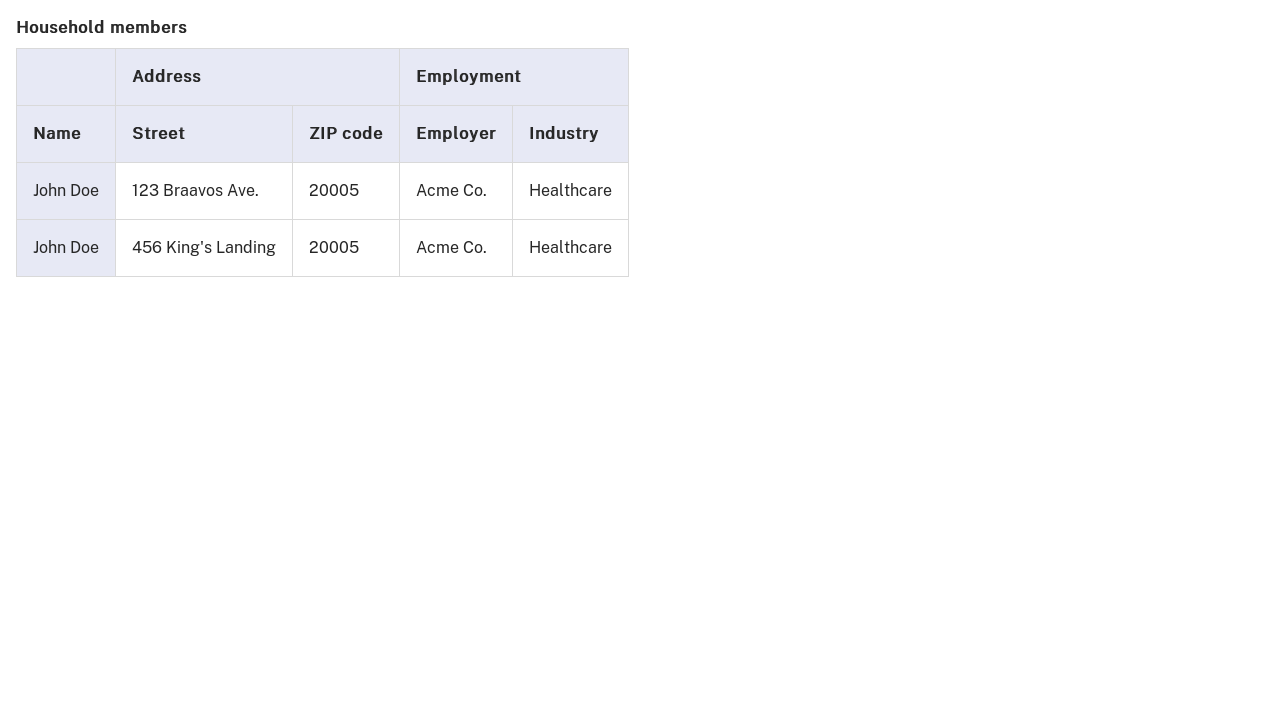 Household members
Address Employment
Name Street ZIP code Employer Industry
John Doe 123 Braavos Ave. 20005 Acme Co. Healthcare
John Doe 456 King's Landing 20005 Acme Co. Healthcare